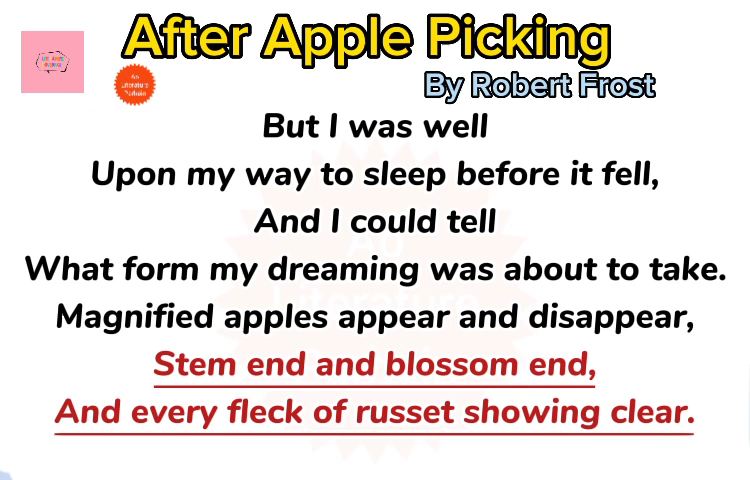 After Apple Picking
By Robert Frost
An
Literature
But I was well
Upon my way to sleep before it fell,
And I could tell
What form my dreaming was about to take.
Magnified apples appear and disappear,
Stem end and blossom end,
And every fleck of russet showing clear.